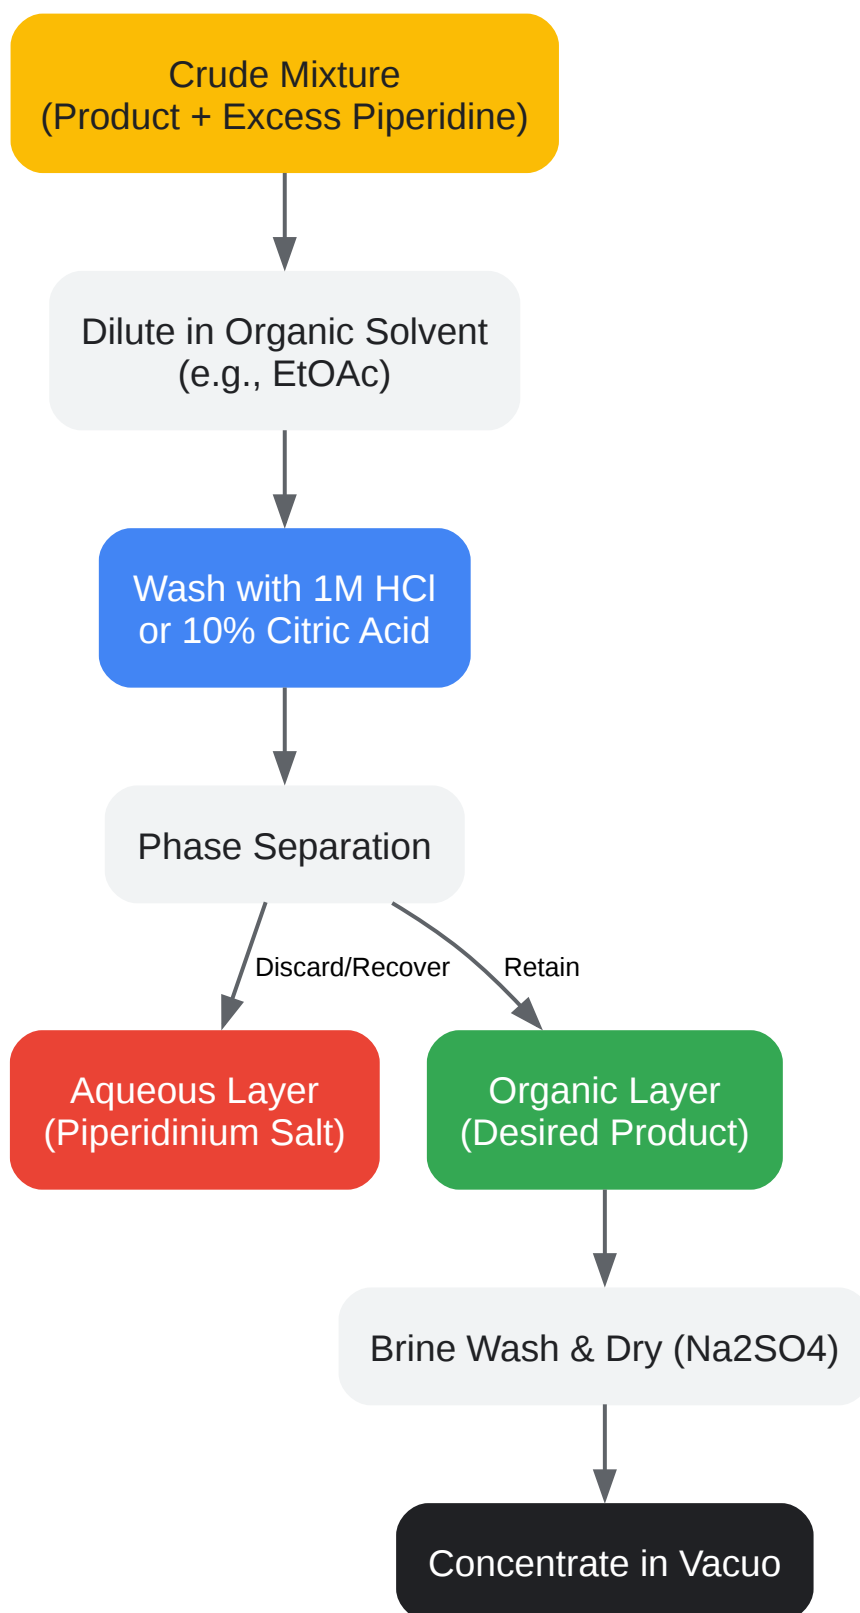 Crude Mixture
(Product + Excess Piperidine)
Dilute in Organic Solvent
(e.g., EtOAc)
Wash with 1M HCl
or 10% Citric Acid
Phase Separation
Discard/Recover
Retain
Aqueous Layer
(Piperidinium Salt)
Organic Layer
(Desired Product)
Brine Wash & Dry (Na2SO4)
Concentrate in Vacuo